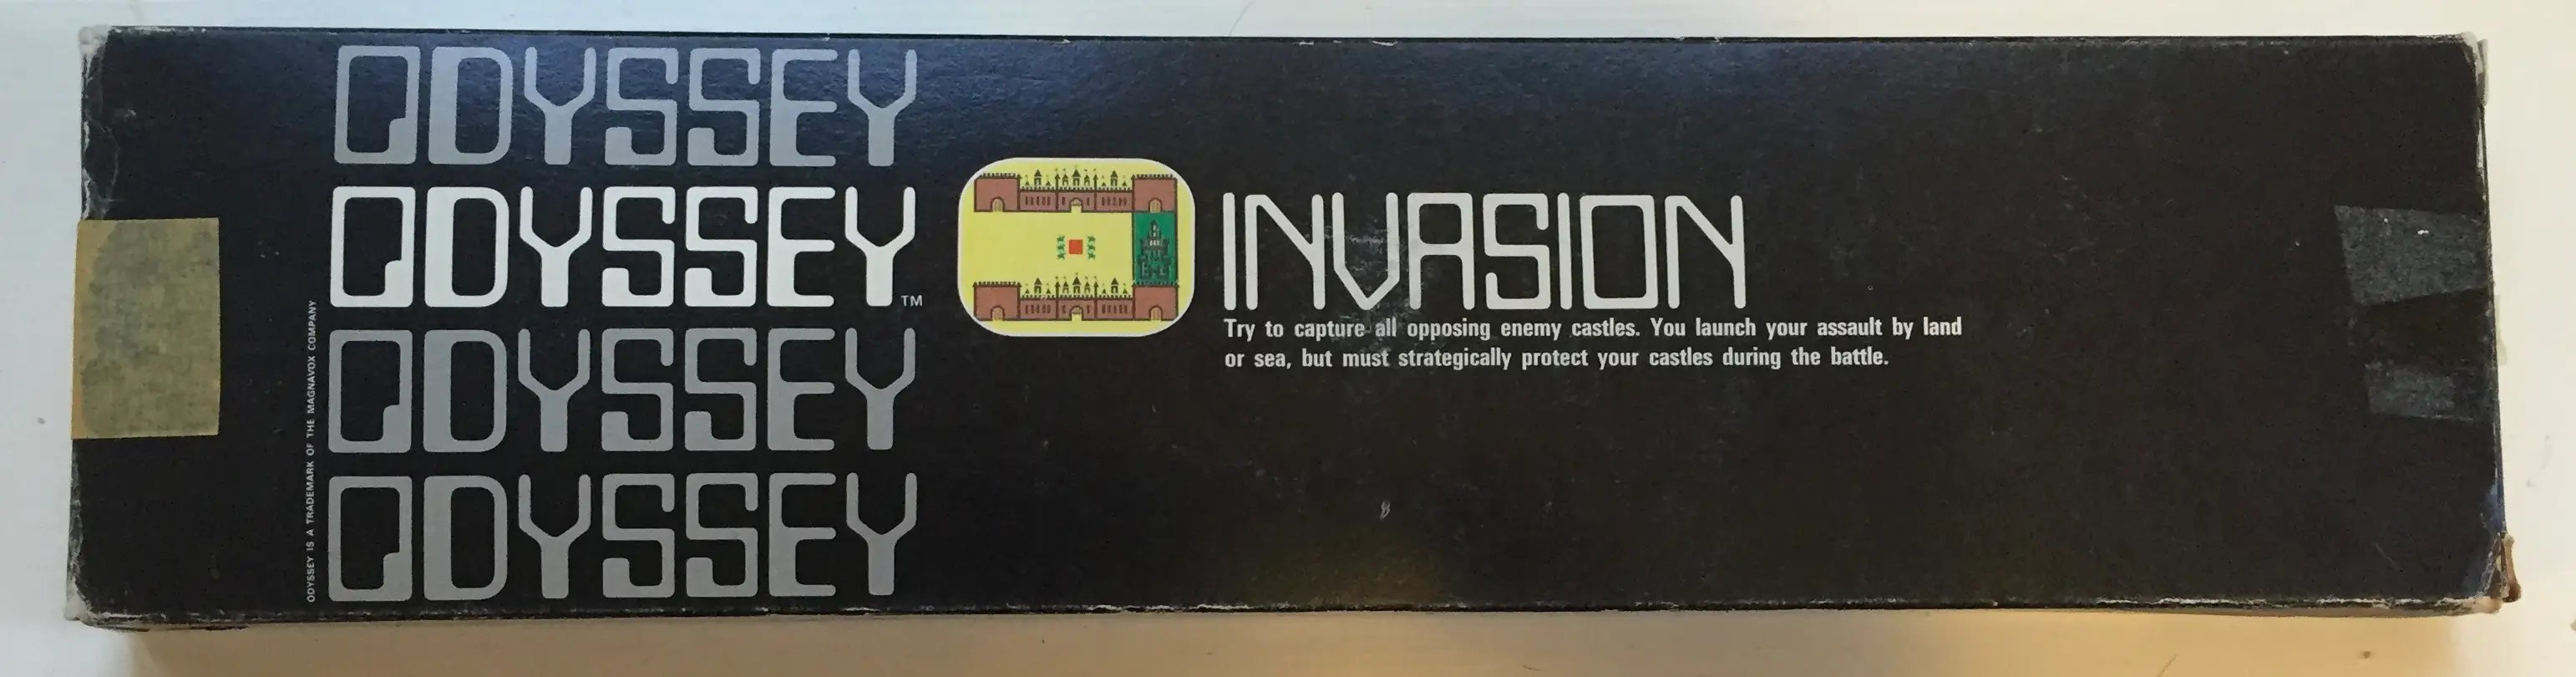 ODYSSEY
ODYSSEY™
ODYSSEY
ODYSSEY
ODYSSEY IS A TRADEMARK OF THE MAGNAVOX COMPANY
INVASION
Try to capture all opposing enemy castles. You launch your assault by land
or sea, but must strategically protect your castles during the battle.